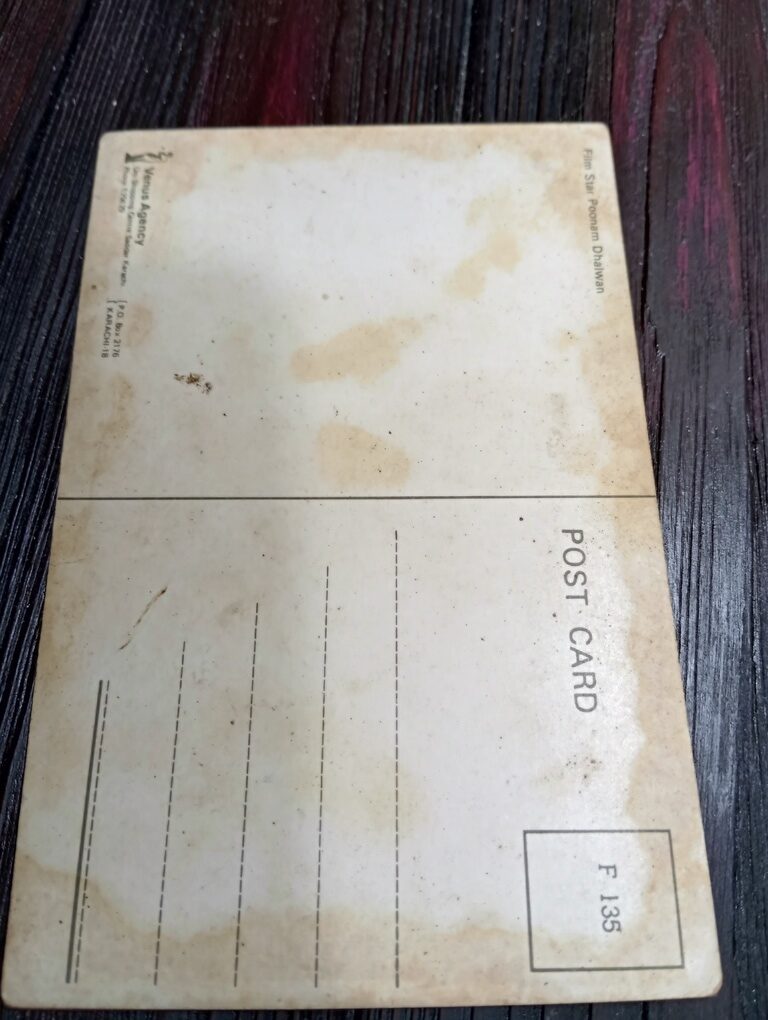 Film Star Poonam Dhalwan
Venus Agency
P.O. Box 2176
KARACHI-18
POST CARD
F 135